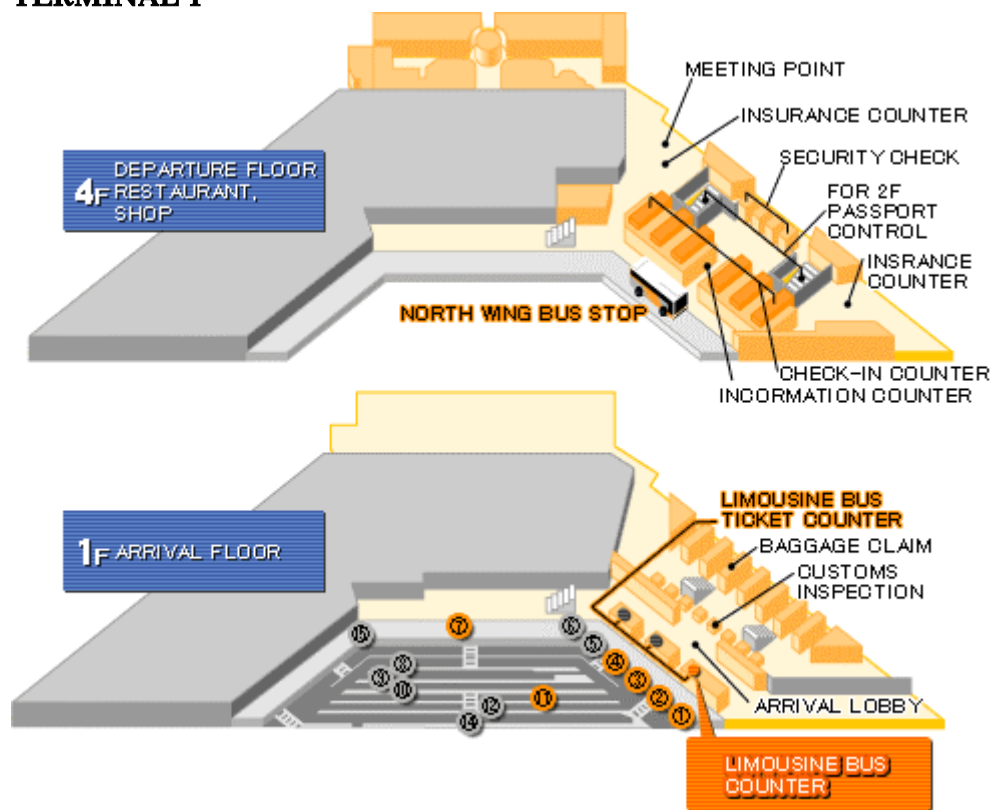 TERMINAL 1
MEETING POINT
INSURANCE COUNTER
SECURITY CHECK
FOR 2F
PASSPORT
CONTROL
INSRANCE
COUNTER
4F DEPARTURE FLOOR
RESTAURANT,
SHOP
NORTH WING BUS STOP
CHECK-IN COUNTER
INCORMATION COUNTER
LIMOUSINE BUS
TICKET COUNTER
BAGGAGE CLAIM
CUSTOMS
INSPECTION
1F ARRIVAL FLOOR
⑮ ⑦ ⑥
⑤
⑧ ④
⑨ ③
⑩ ⑪ ②
⑫ ①
⑭
ARRIVAL LOBBY
LIMOUSINE BUS
COUNTER